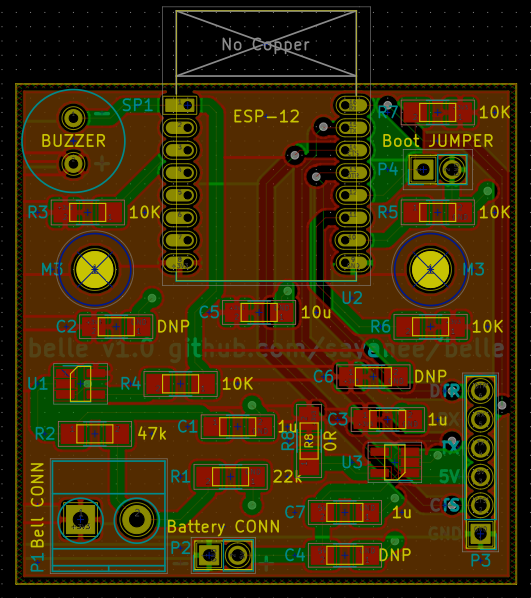 No Copper
SP1
ESP-12
R7 10K
BUZZER
Boot JUMPER
+
P4
R3 10K
R5 10K
M3
M3
U2
C5 10u
C2 DNP
R6 10K
belle v1.0 github.com/sayanee/belle
U1 R4 10K
C6 DNP
R2 47k
C1 1u
R8 R8 0R
C3 1u
TX
U3
5V
R1 22k
Bell CONN
Battery CONN
C7 1u
GND
P1
P2
- +
C4 DNP
P3